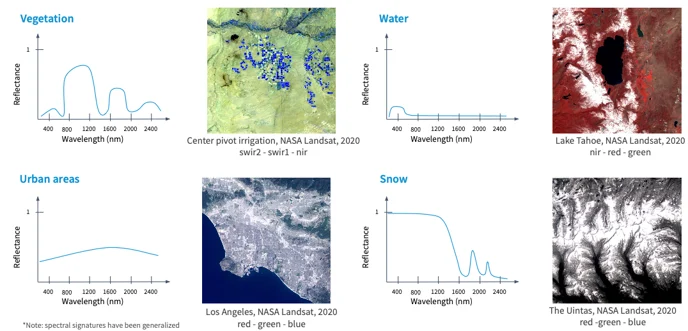 Vegetation
1
Reflectance
400 800 1200 1600 2000 2400
Wavelength (nm)
Center pivot irrigation, NASA Landsat, 2020
swir2 - swir1 - nir
Water
1
Reflectance
400 800 1200 1600 2000 2400
Wavelength (nm)
Lake Tahoe, NASA Landsat, 2020
nir - red - green
Urban areas
1
Reflectance
400 800 1200 1600 2000 2400
Wavelength (nm)
*Note: spectral signatures have been generalized
Los Angeles, NASA Landsat, 2020
red - green - blue
Snow
1
Reflectance
400 800 1200 1600 2000 2400
Wavelength (nm)
The Uintas, NASA Landsat, 2020
red -green - blue